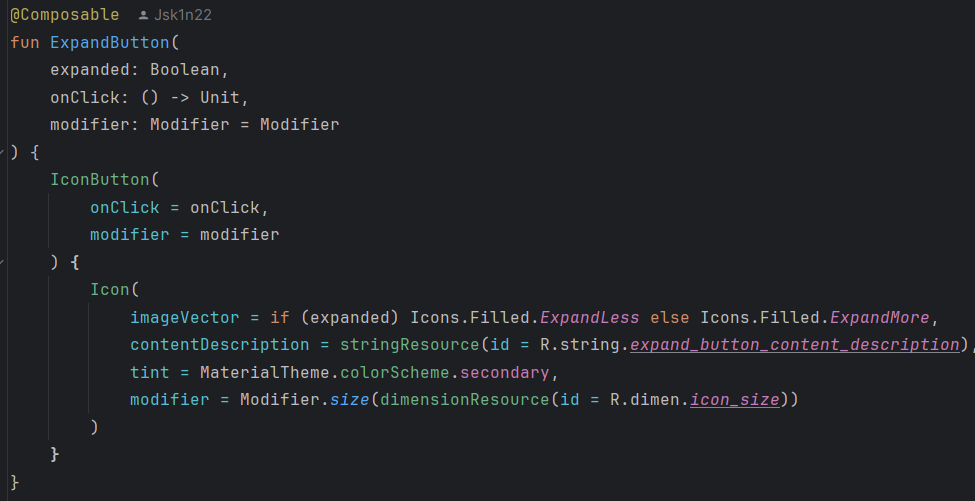 @Composable Jsk1n22
fun ExpandButton(
    expanded: Boolean,
    onClick: () -> Unit,
    modifier: Modifier = Modifier
) {
    IconButton(
        onClick = onClick,
        modifier = modifier
    ) {
        Icon(
            imageVector = if (expanded) Icons.Filled.ExpandLess else Icons.Filled.ExpandMore,
            contentDescription = stringResource(id = R.string.expand_button_content_description),
            tint = MaterialTheme.colorScheme.secondary,
            modifier = Modifier.size(dimensionResource(id = R.dimen.icon_size))
        )
    }
}